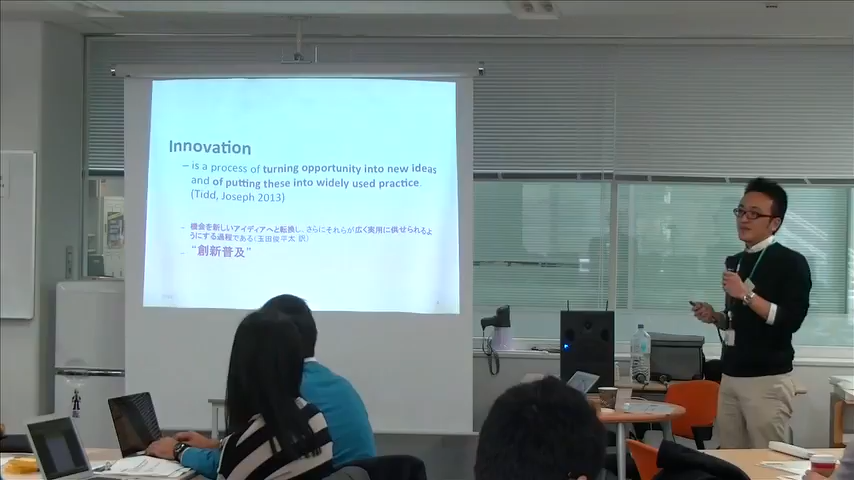 Innovation
– is a process of turning opportunity into new ideas
and of putting these into widely used practice.
(Tidd, Joseph 2013)
– 機会を新しいアイディアへと転換し、さらにそれらが広く実用に供せられるよ
うにする過程である(玉田俊平太 訳)
– “創新普及”